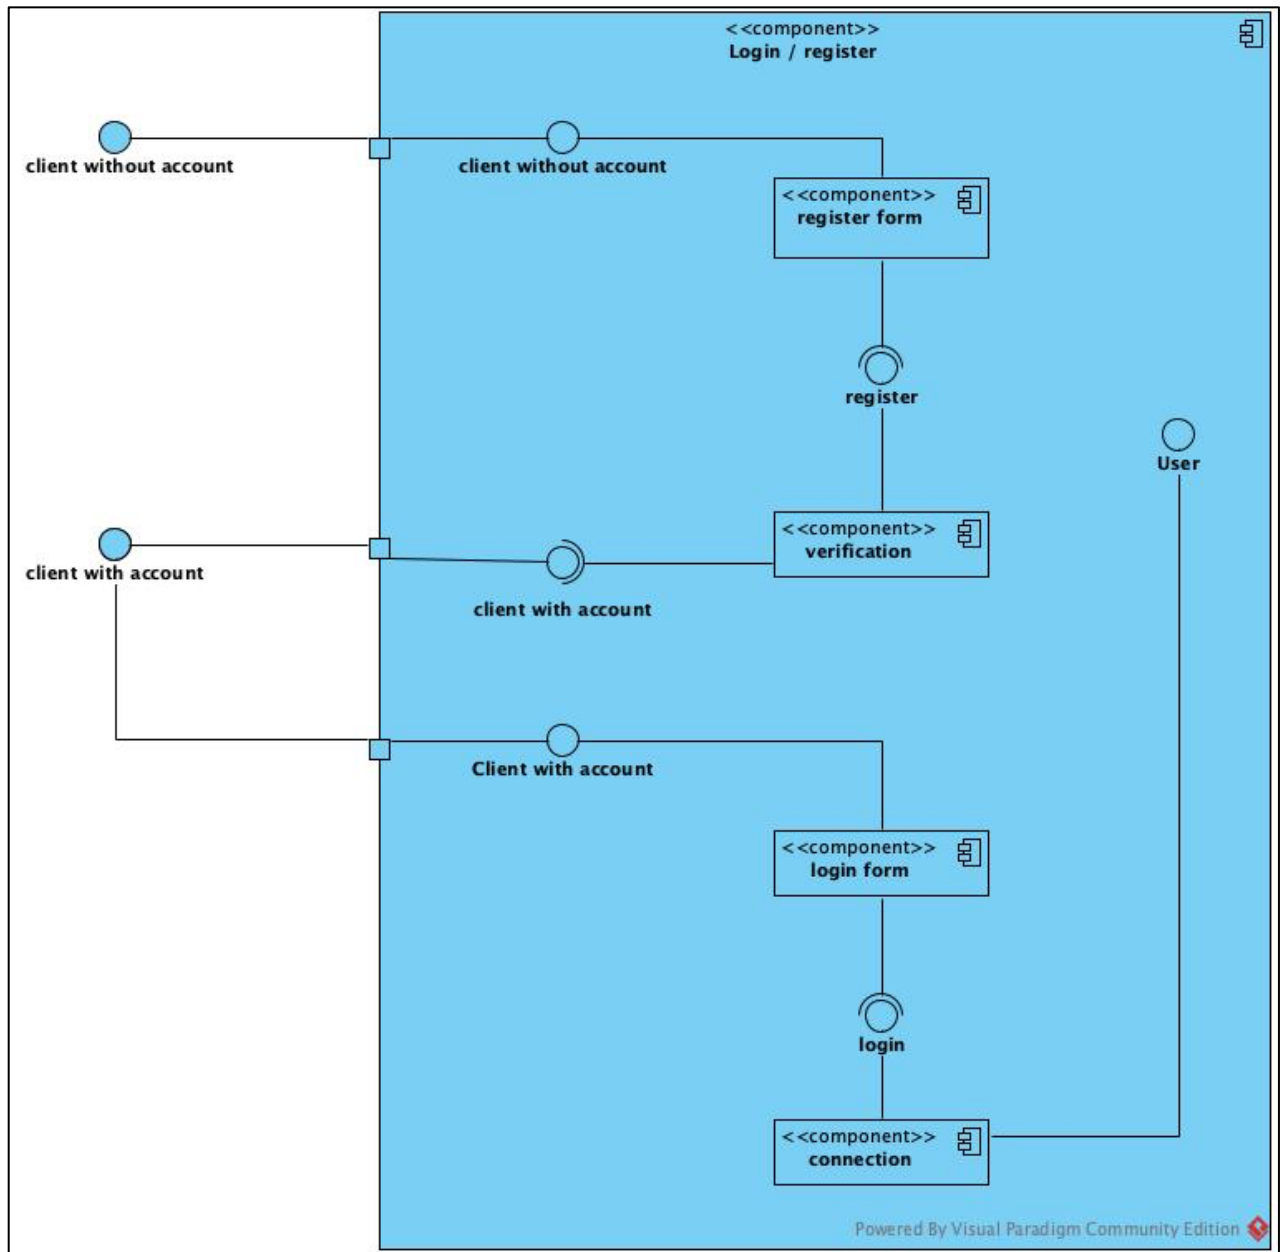 <<component>>
Login / register
client without account
client without account
<<component>>
register form
register
User
<<component>>
verification
client with account
client with account
Client with account
<<component>>
login form
login
<<component>>
connection
Powered By Visual Paradigm Community Edition